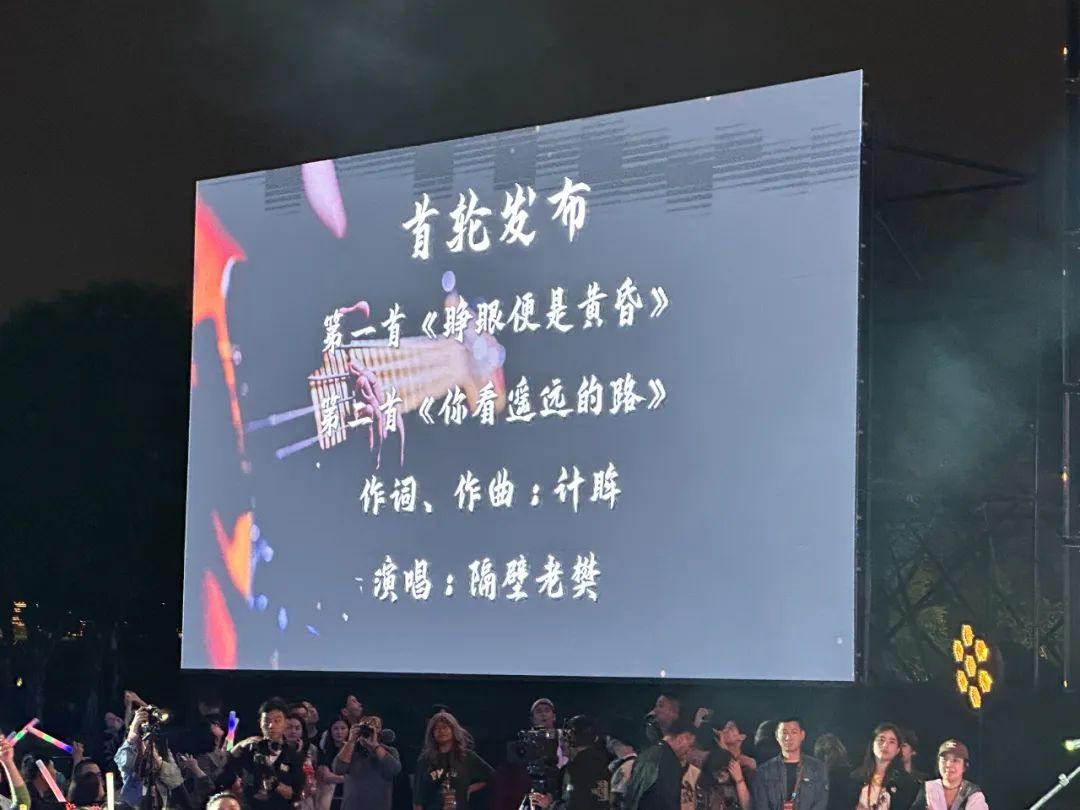 首轮发布
第一首《睁眼便是黄昏》
第二首《你看遥远的路》
作词、作曲：计眸
演唱：隔壁老樊